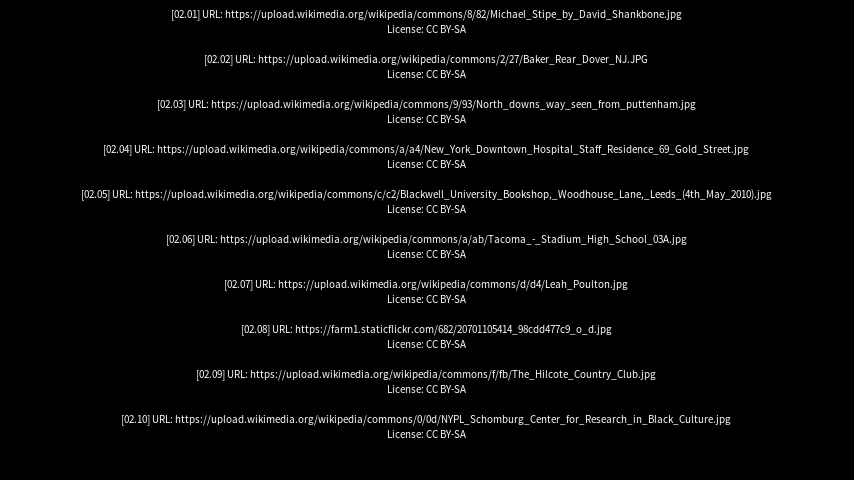 [02.01] URL: https://upload.wikimedia.org/wikipedia/commons/8/82/Michael_Stipe_by_David_Shankbone.jpg
License: CC BY-SA
[02.02] URL: https://upload.wikimedia.org/wikipedia/commons/2/27/Baker_Rear_Dover_NJ.JPG
License: CC BY-SA
[02.03] URL: https://upload.wikimedia.org/wikipedia/commons/9/93/North_downs_way_seen_from_puttenham.jpg
License: CC BY-SA
[02.04] URL: https://upload.wikimedia.org/wikipedia/commons/a/a4/New_York_Downtown_Hospital_Staff_Residence_69_Gold_Street.jpg
License: CC BY-SA
[02.05] URL: https://upload.wikimedia.org/wikipedia/commons/c/c2/Blackwell_University_Bookshop,_Woodhouse_Lane,_Leeds_(4th_May_2010).jpg
License: CC BY-SA
[02.06] URL: https://upload.wikimedia.org/wikipedia/commons/a/ab/Tacoma_-_Stadium_High_School_03A.jpg
License: CC BY-SA
[02.07] URL: https://upload.wikimedia.org/wikipedia/commons/d/d4/Leah_Poulton.jpg
License: CC BY-SA
[02.08] URL: https://farm1.staticflickr.com/682/20701105414_98cdd477c9_o_d.jpg
License: CC BY-SA
[02.09] URL: https://upload.wikimedia.org/wikipedia/commons/f/fb/The_Hilcote_Country_Club.jpg
License: CC BY-SA
[02.10] URL: https://upload.wikimedia.org/wikipedia/commons/0/0d/NYPL_Schomburg_Center_for_Research_in_Black_Culture.jpg
License: CC BY-SA